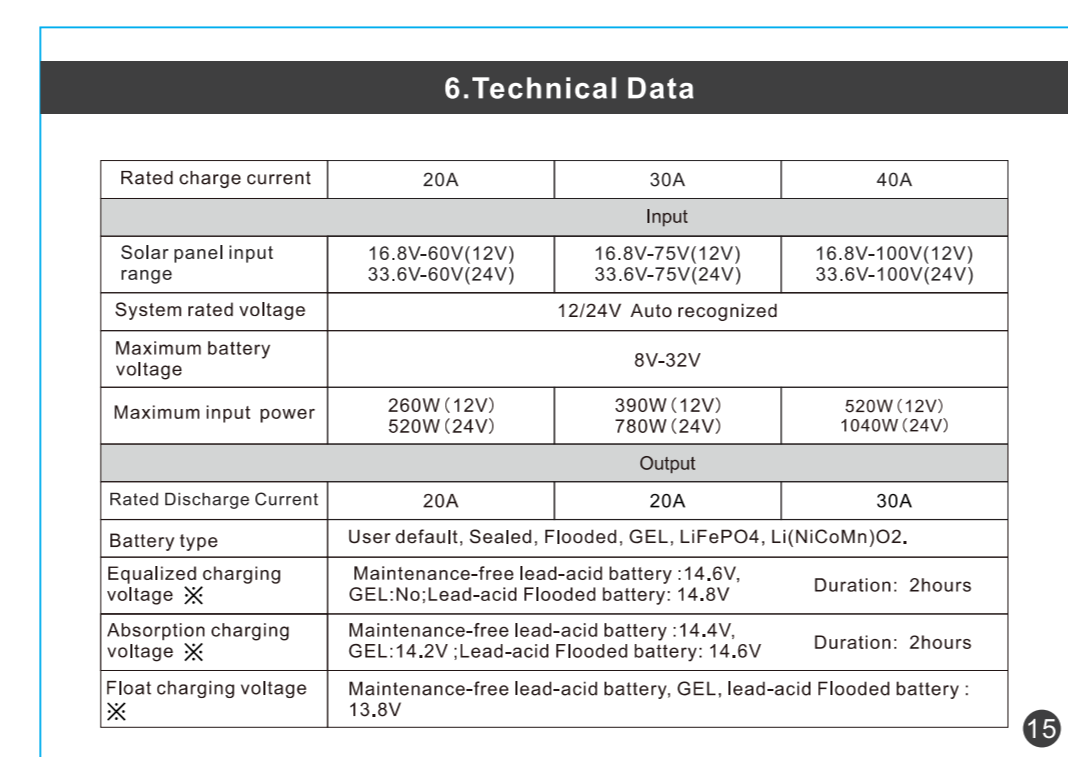 6.Technical Data
Rated charge current 20A 30A 40A
Input
Solar panel input range 16.8V-60V(12V) 16.8V-75V(12V) 16.8V-100V(12V)
33.6V-60V(24V) 33.6V-75V(24V) 33.6V-100V(24V)
System rated voltage 12/24V Auto recognized
Maximum battery voltage 8V-32V
Maximum input power 260W(12V) 390W(12V) 520W(12V)
520W(24V) 780W(24V) 1040W(24V)
Output
Rated Discharge Current 20A 20A 30A
Battery type User default, Sealed, Flooded, GEL, LiFePO4, Li(NiCoMn)O2.
Equalized charging
voltage ※
Maintenance-free lead-acid battery :14.6V,
GEL:No;Lead-acid Flooded battery: 14.8V
Duration: 2hours
Absorption charging
voltage ※
Maintenance-free lead-acid battery :14.4V,
GEL:14.2V ;Lead-acid Flooded battery: 14.6V
Duration: 2hours
Float charging voltage
※
Maintenance-free lead-acid battery, GEL, lead-acid Flooded battery :
13.8V
15